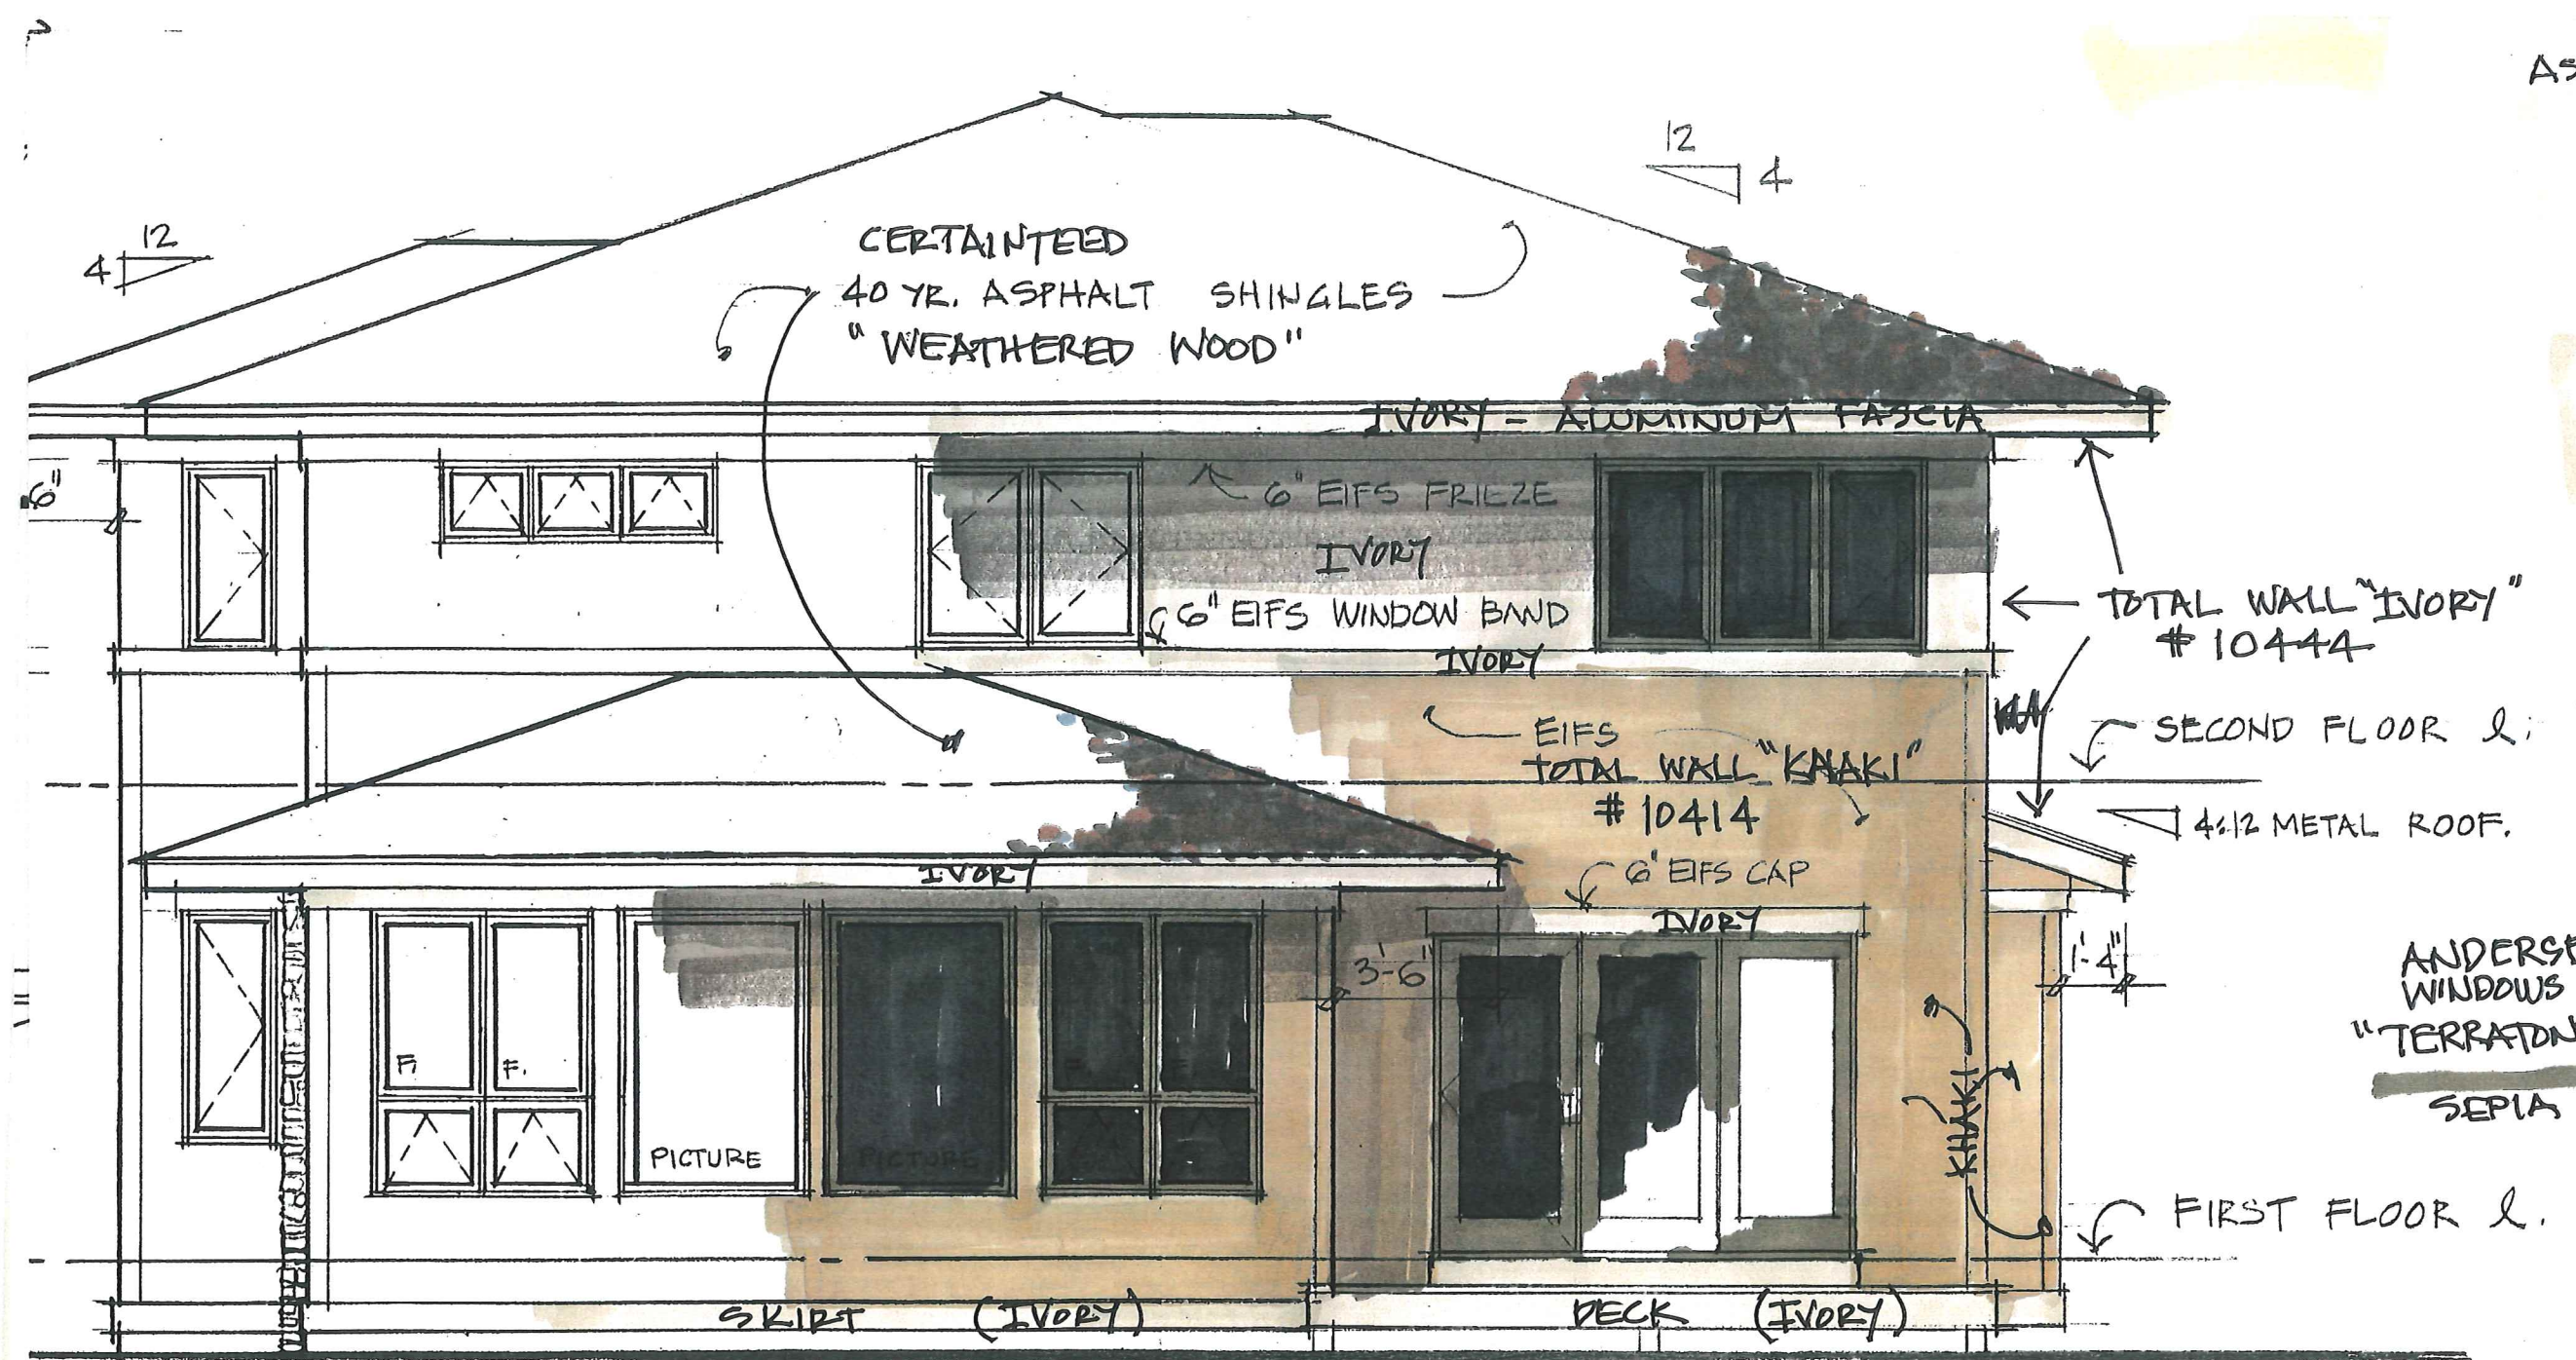 AS
12
4
12
4
CERTAINTEED
40 YR. ASPHALT SHINGLES
"WEATHERED WOOD"
IVORY - ALUMINUM FASCIA
6"
6" EIFS FRIEZE
IVORY
6" EIFS WINDOW BAND
IVORY
TOTAL WALL "IVORY"
# 10444
EIFS
TOTAL WALL "KAAKI"
# 10414
SECOND FLOOR
4:12 METAL ROOF.
6" EIFS CAP
IVORY
IVORY
3'-6"
1'-4"
ANDERSE
WINDOWS
"TERRATON
SEPIA
KHAKI
F.
F.
PICTURE
PICTURE
FIRST FLOOR
SKIRT (IVORY)
DECK (IVORY)